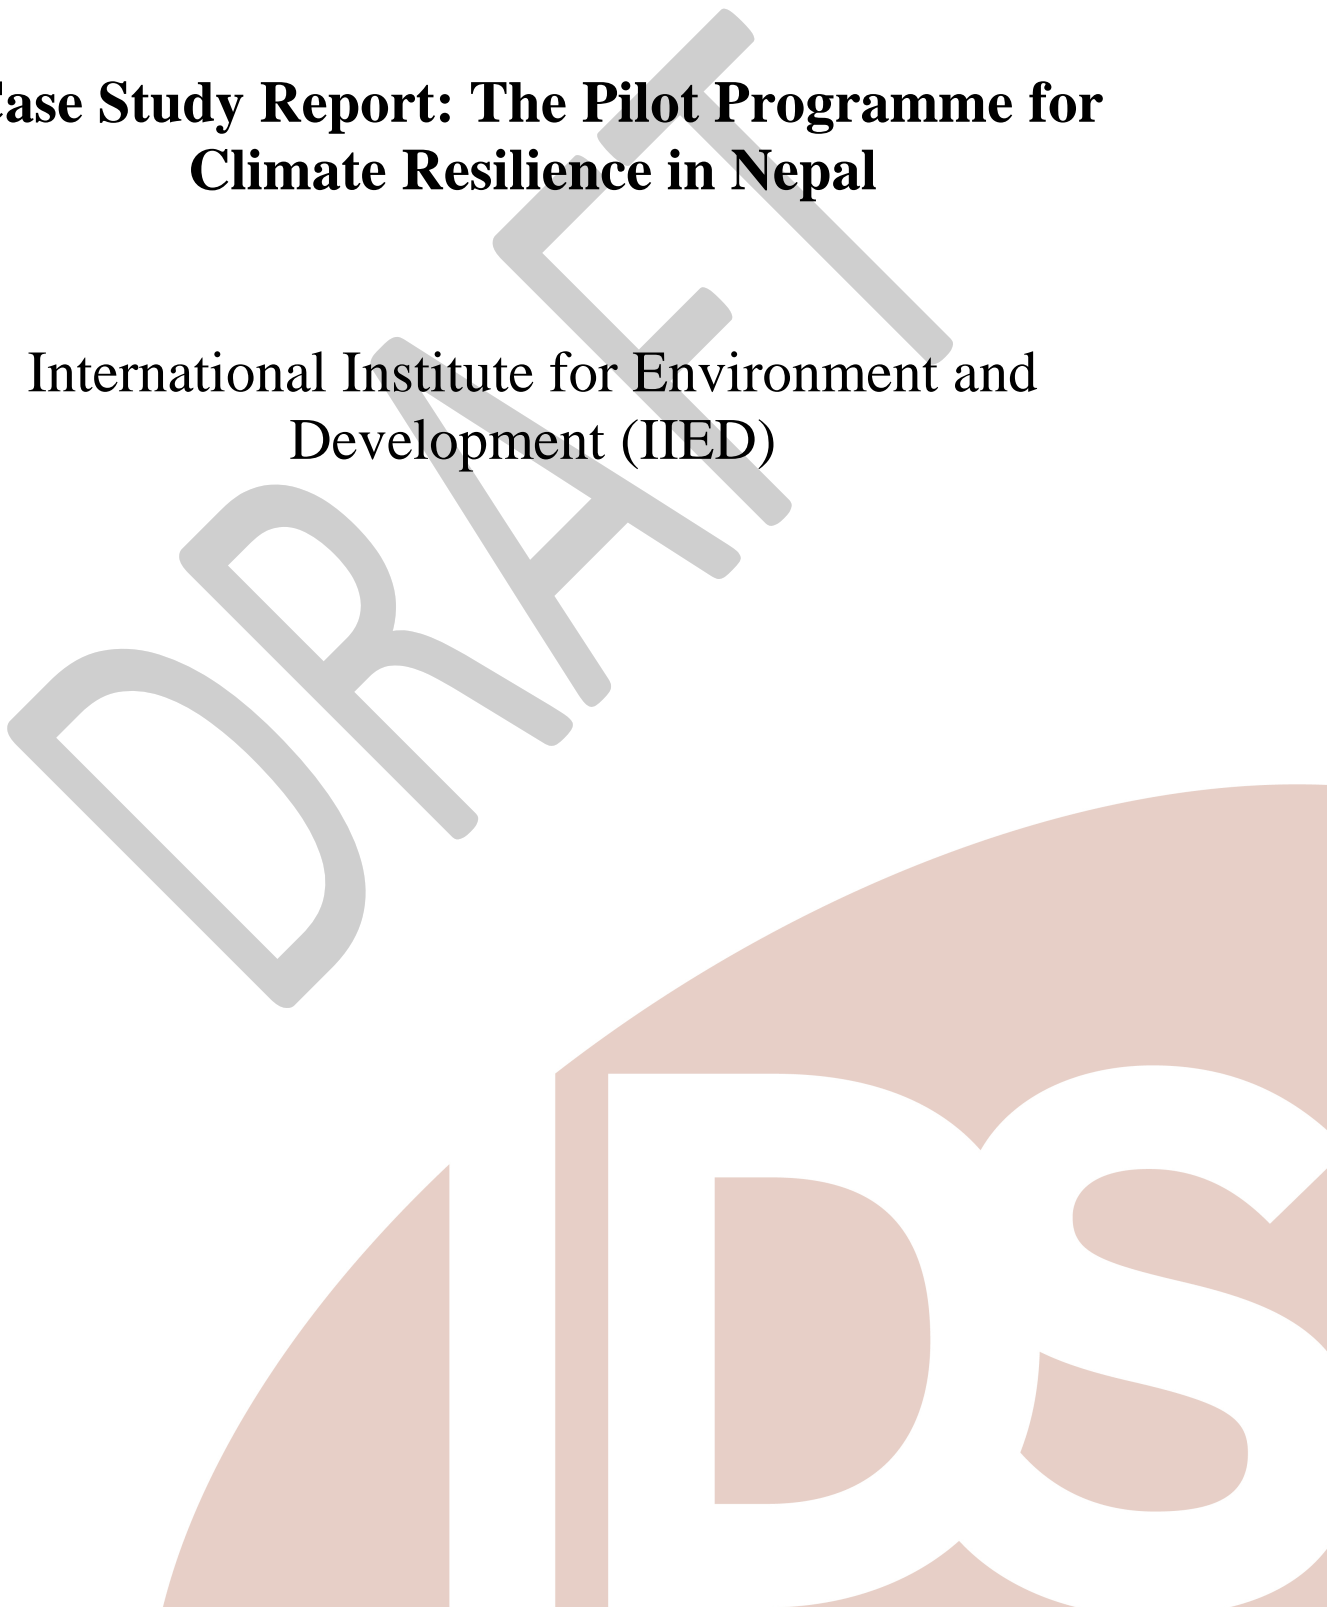 Case Study Report: The Pilot Programme for
Climate Resilience in Nepal
International Institute for Environment and
Development (IIED)
DRAFT
IDS